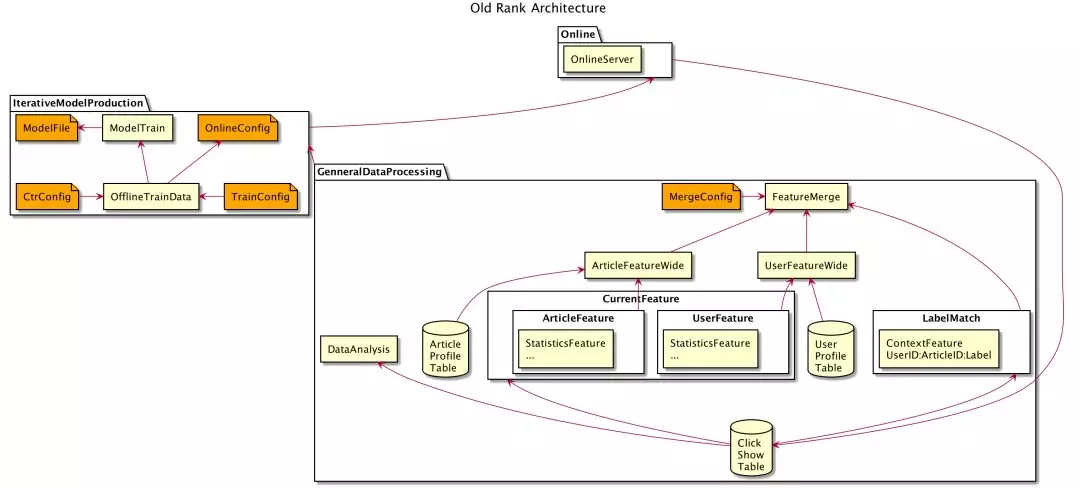 Old Rank Architecture
Online
OnlineServer
IterativeModelProduction
ModelFile
ModelTrain
OnlineConfig
CtrConfig
OfflineTrainData
TrainConfig
GenneralDataProcessing
MergeConfig
FeatureMerge
ArticleFeatureWide
UserFeatureWide
CurrentFeature
ArticleFeature
StatisticsFeature
...
UserFeature
StatisticsFeature
...
LabelMatch
ContextFeature
UserID:ArticleID:Label
DataAnalysis
Article
Profile
Table
User
Profile
Table
Click
Show
Table